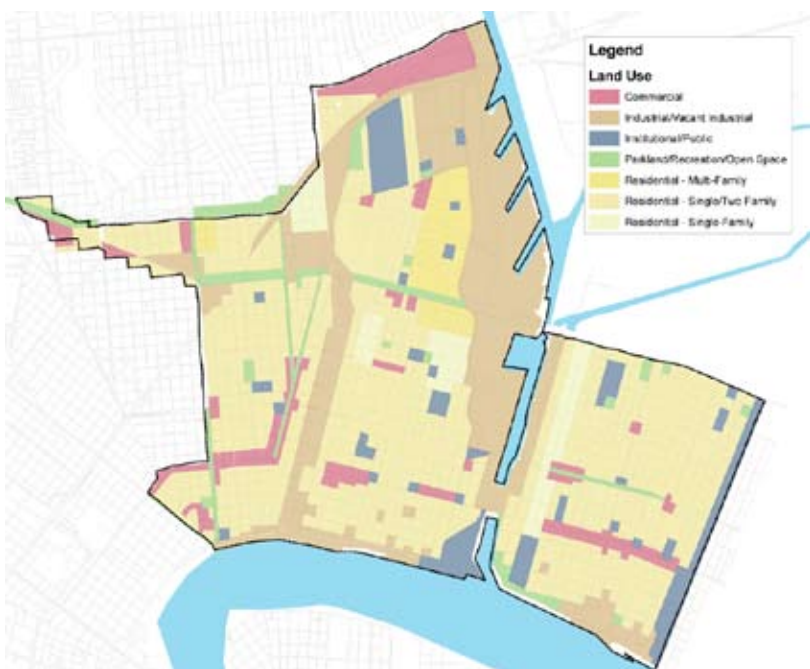 Legend
Land Use
Commercial
Industrial/Vacant Industrial
Institutional/Public
Parkland/Recreation/Open Space
Residential - Multi-Family
Residential - Single/Two Family
Residential - Single-Family